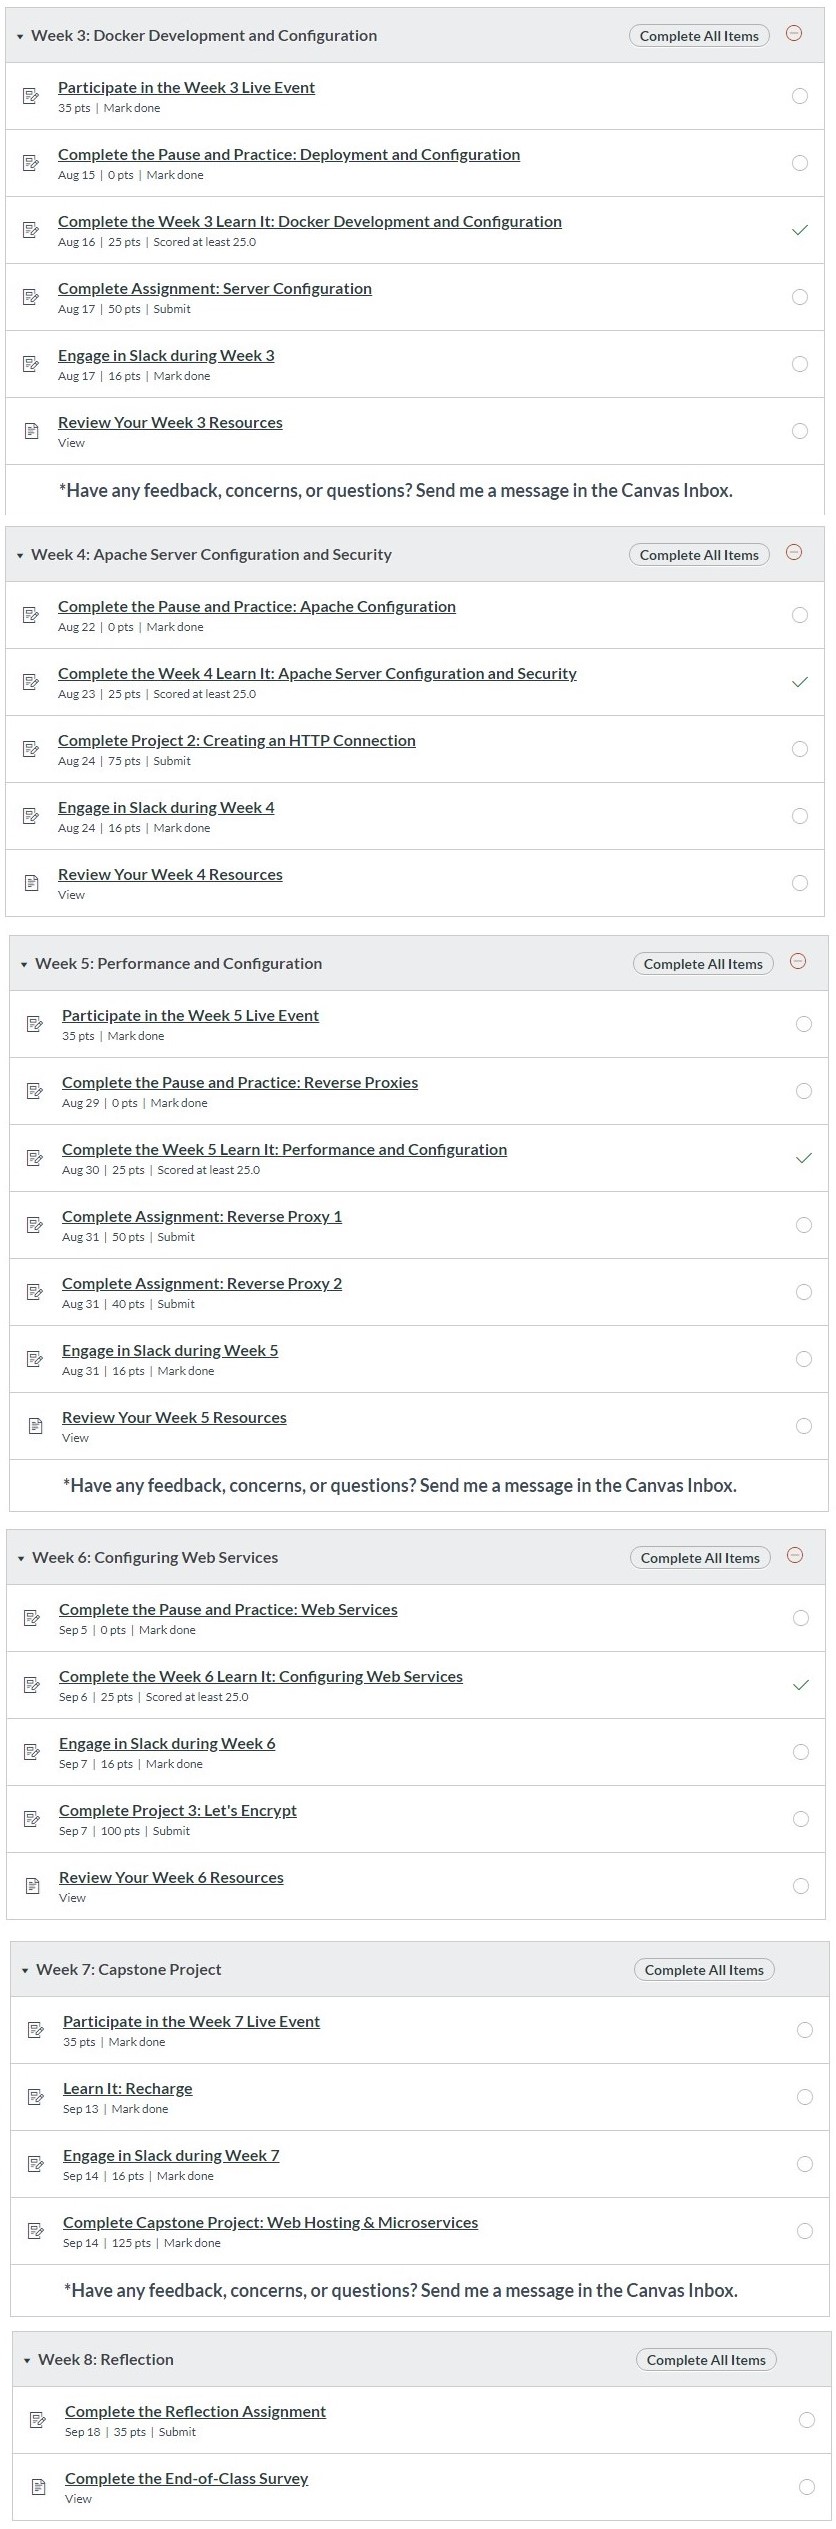 Week 3: Docker Development and Configuration Complete All Items
Participate in the Week 3 Live Event
35 pts | Mark done
Complete the Pause and Practice: Deployment and Configuration
Aug 15 | 0 pts | Mark done
Complete the Week 3 Learn It: Docker Development and Configuration
Aug 16 | 25 pts | Scored at least 25.0
Complete Assignment: Server Configuration
Aug 17 | 50 pts | Submit
Engage in Slack during Week 3
Aug 17 | 16 pts | Mark done
Review Your Week 3 Resources
View
*Have any feedback, concerns, or questions? Send me a message in the Canvas Inbox.
Week 4: Apache Server Configuration and Security Complete All Items
Complete the Pause and Practice: Apache Configuration
Aug 22 | 0 pts | Mark done
Complete the Week 4 Learn It: Apache Server Configuration and Security
Aug 23 | 25 pts | Scored at least 25.0
Complete Project 2: Creating an HTTP Connection
Aug 24 | 75 pts | Submit
Engage in Slack during Week 4
Aug 24 | 16 pts | Mark done
Review Your Week 4 Resources
View
Week 5: Performance and Configuration Complete All Items
Participate in the Week 5 Live Event
35 pts | Mark done
Complete the Pause and Practice: Reverse Proxies
Aug 29 | 0 pts | Mark done
Complete the Week 5 Learn It: Performance and Configuration
Aug 30 | 25 pts | Scored at least 25.0
Complete Assignment: Reverse Proxy 1
Aug 31 | 50 pts | Submit
Complete Assignment: Reverse Proxy 2
Aug 31 | 40 pts | Submit
Engage in Slack during Week 5
Aug 31 | 16 pts | Mark done
Review Your Week 5 Resources
View
*Have any feedback, concerns, or questions? Send me a message in the Canvas Inbox.
Week 6: Configuring Web Services Complete All Items
Complete the Pause and Practice: Web Services
Sep 5 | 0 pts | Mark done
Complete the Week 6 Learn It: Configuring Web Services
Sep 6 | 25 pts | Scored at least 25.0
Engage in Slack during Week 6
Sep 7 | 16 pts | Mark done
Complete Project 3: Let's Encrypt
Sep 7 | 100 pts | Submit
Review Your Week 6 Resources
View
Week 7: Capstone Project Complete All Items
Participate in the Week 7 Live Event
35 pts | Mark done
Learn It: Recharge
Sep 13 | Mark done
Engage in Slack during Week 7
Sep 14 | 16 pts | Mark done
Complete Capstone Project: Web Hosting & Microservices
Sep 14 | 125 pts | Mark done
*Have any feedback, concerns, or questions? Send me a message in the Canvas Inbox.
Week 8: Reflection Complete All Items
Complete the Reflection Assignment
Sep 18 | 35 pts | Submit
Complete the End-of-Class Survey
View